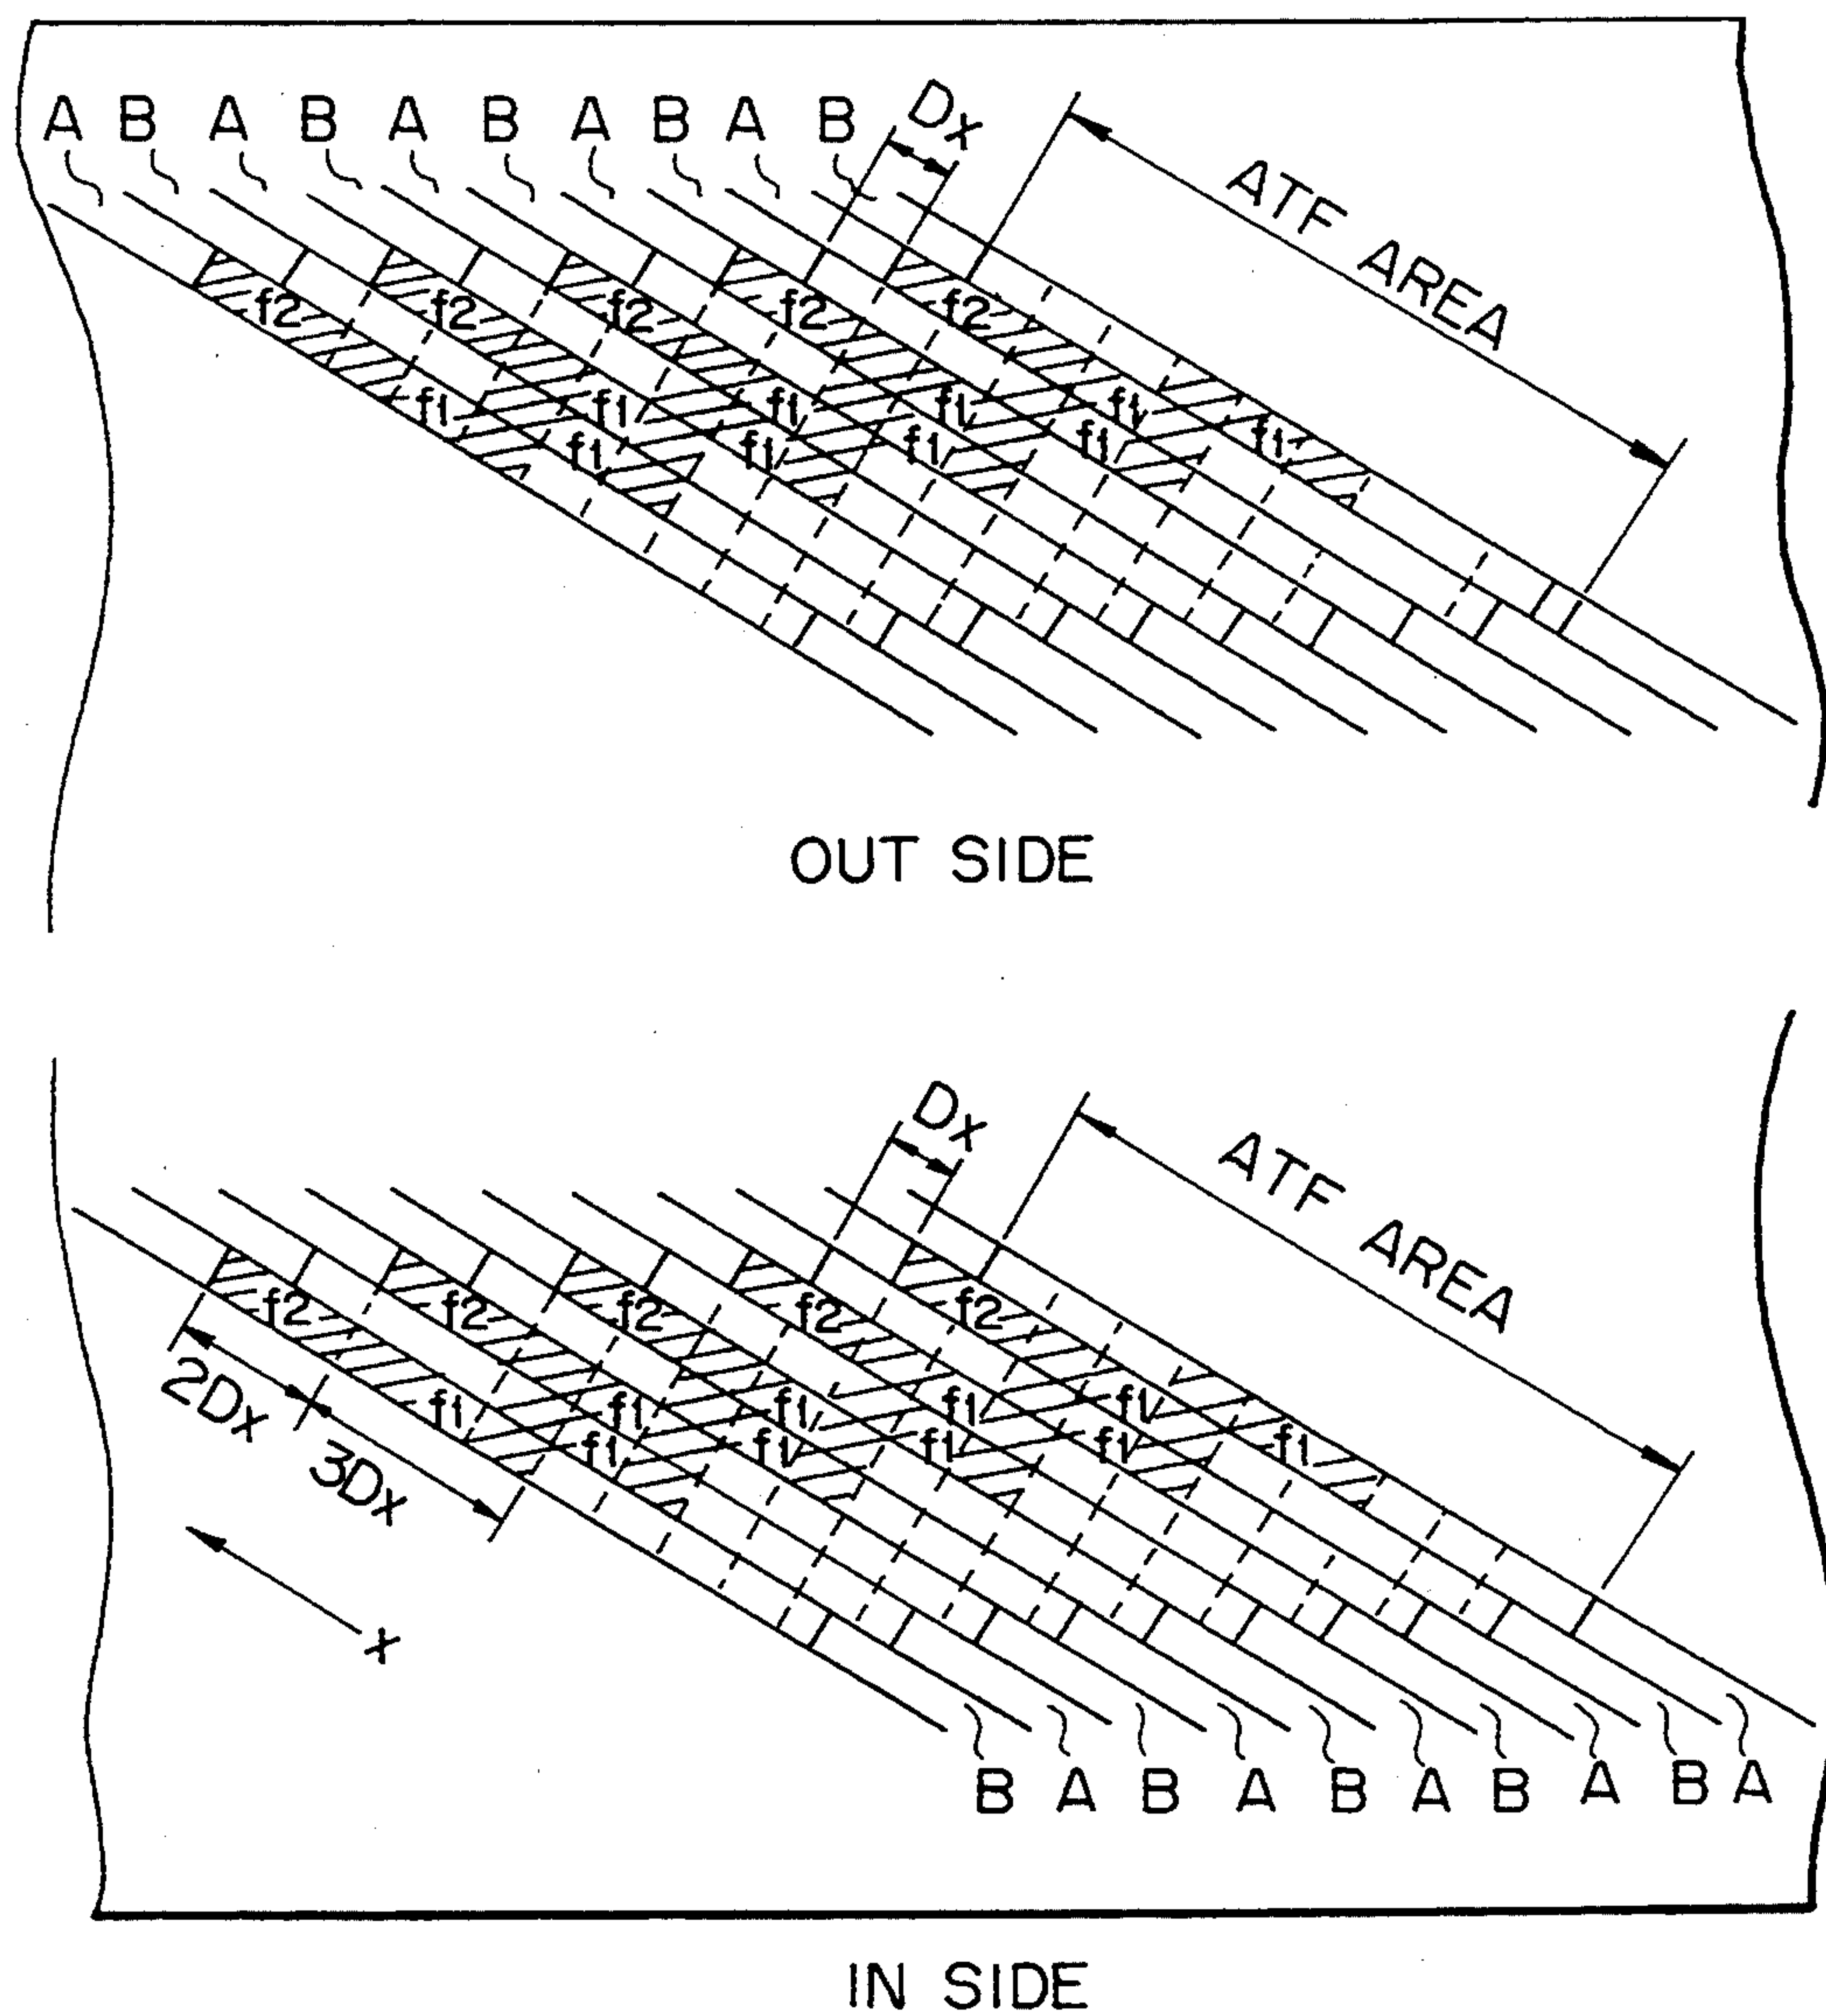 A B A B A B A B A B
Dx
ATF AREA
f2 f2 f2 f2 f2
f1 f1 f1 f1 f1 f1
f1 f1 f1 f1
OUT SIDE
Dx
ATF AREA
f2 f2 f2 f2 f2
f1 f1 f1 f1 f1 f1
f1 f1 f1 f1
2Dx
3Dx
x
B A B A B A B A B A
IN SIDE